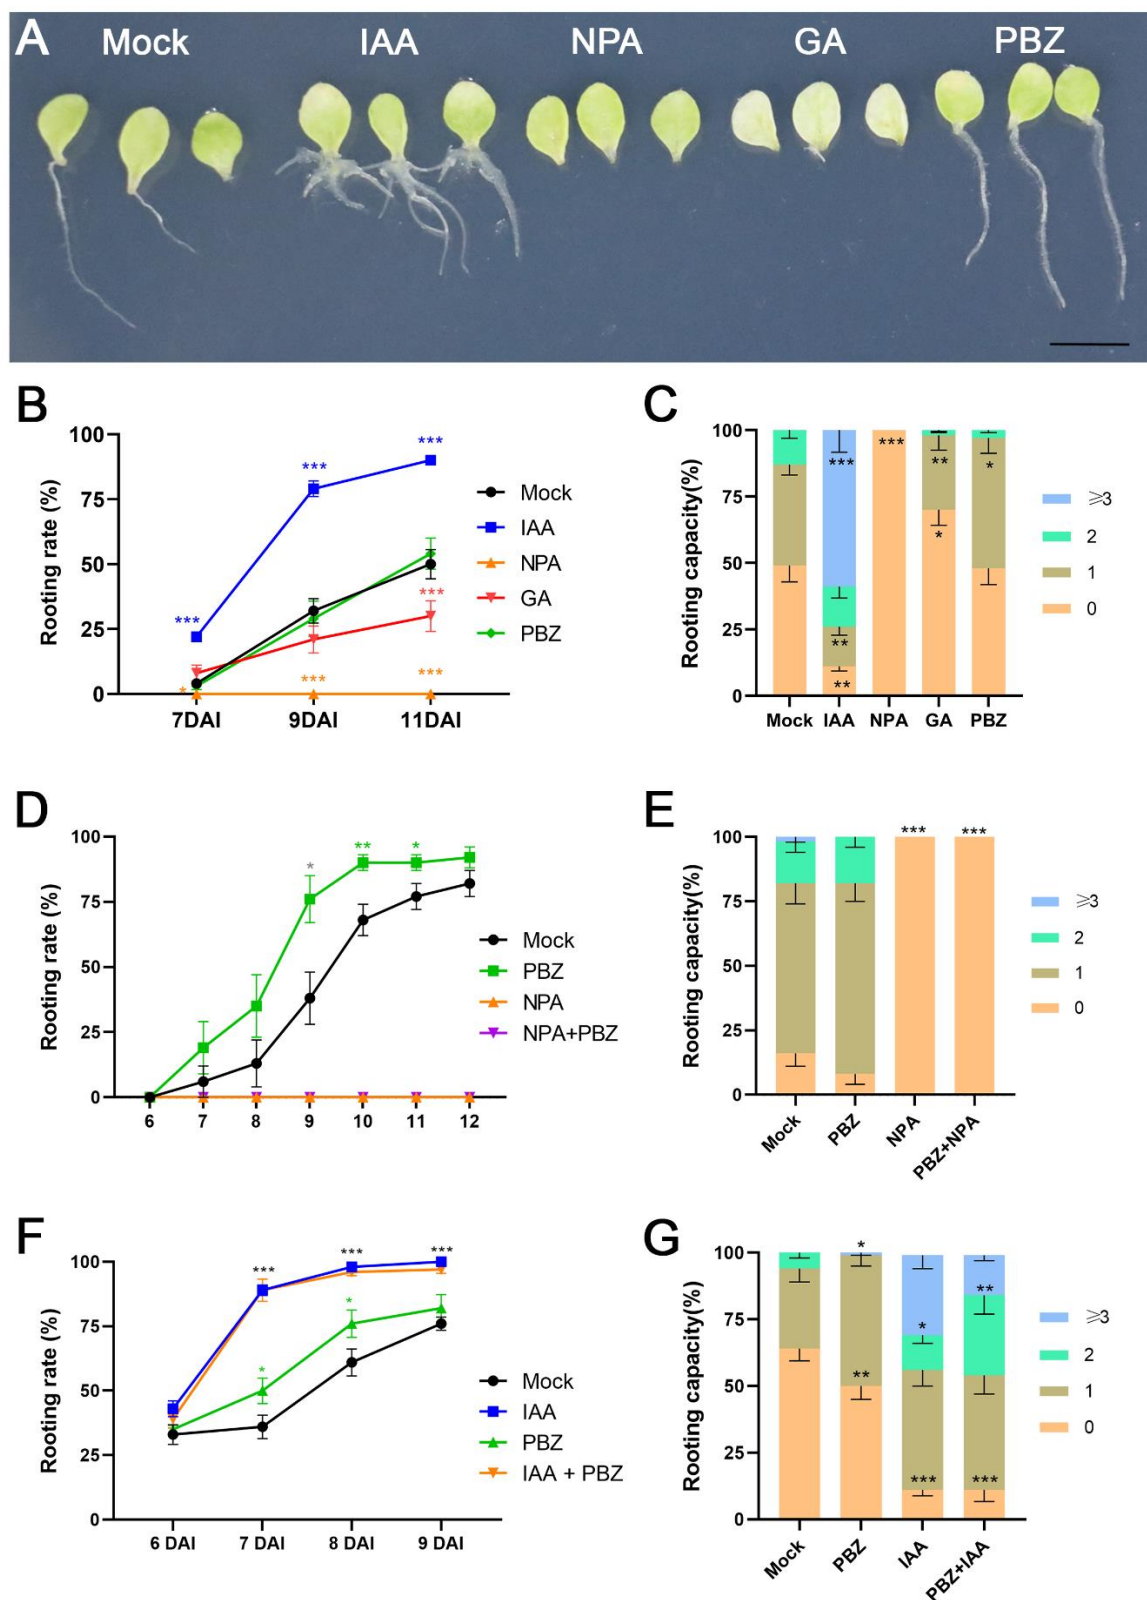 A Mock IAA NPA GA PBZ
B
Rooting rate (%)
100
75
50
25
0
7DAI 9DAI 11DAI
*** *** ***
***
* *** ***
Mock
IAA
NPA
GA
PBZ
C
Rooting capacity(%)
100
75
50
25
0
*** *** ** *
*
**
**
Mock IAA NPA GA PBZ
≥3
2
1
0
D
Rooting rate (%)
100
75
50
25
0
6 7 8 9 10 11 12
* ** *
Mock
PBZ
NPA
NPA+PBZ
E
Rooting capacity(%)
100
75
50
25
0
*** ***
Mock PBZ NPA PBZ+NPA
≥3
2
1
0
F
Rooting rate (%)
100
75
50
25
0
6 DAI 7 DAI 8 DAI 9 DAI
*** *** ***
* *
Mock
IAA
PBZ
IAA + PBZ
G
Rooting capacity(%)
100
75
50
25
0
*
**
*
**
*** ***
Mock PBZ IAA PBZ+IAA
≥3
2
1
0